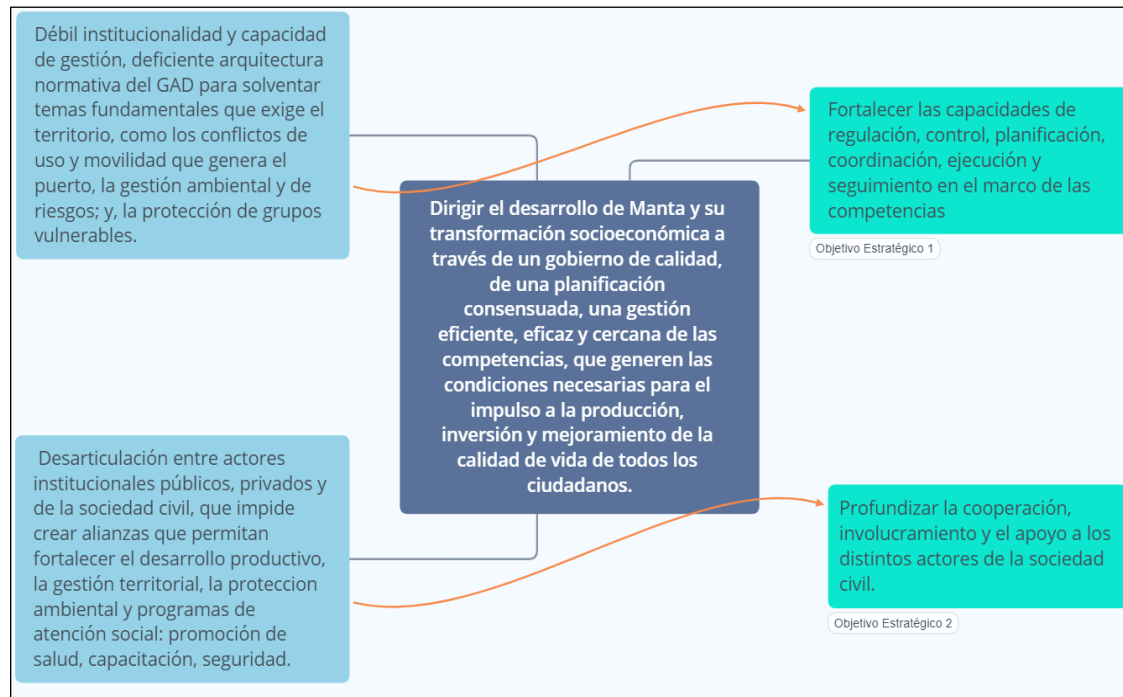 Débil institucionalidad y capacidad
de gestión, deficiente arquitectura
normativa del GAD para solventar
temas fundamentales que exige el
territorio, como los conflictos de
uso y movilidad que genera el
puerto, la gestión ambiental y de
riesgos; y, la protección de grupos
vulnerables.
Fortalecer las capacidades de
regulación, control, planificación,
coordinación, ejecución y
seguimiento en el marco de las
competencias
Objetivo Estratégico 1
Dirigir el desarrollo de Manta y su
transformación socioeconómica a
través de un gobierno de calidad,
de una planificación
consensuada, una gestión
eficiente, eficaz y cercana de las
competencias, que generen las
condiciones necesarias para el
impulso a la producción,
inversión y mejoramiento de la
calidad de vida de todos los
ciudadanos.
Desarticulación entre actores
institucionales públicos, privados y
de la sociedad civil, que impide
crear alianzas que permitan
fortalecer el desarrollo productivo,
la gestión territorial, la proteccion
ambiental y programas de
atención social: promoción de
salud, capacitación, seguridad.
Profundizar la cooperación,
involucramiento y el apoyo a los
distintos actores de la sociedad
civil.
Objetivo Estratégico 2